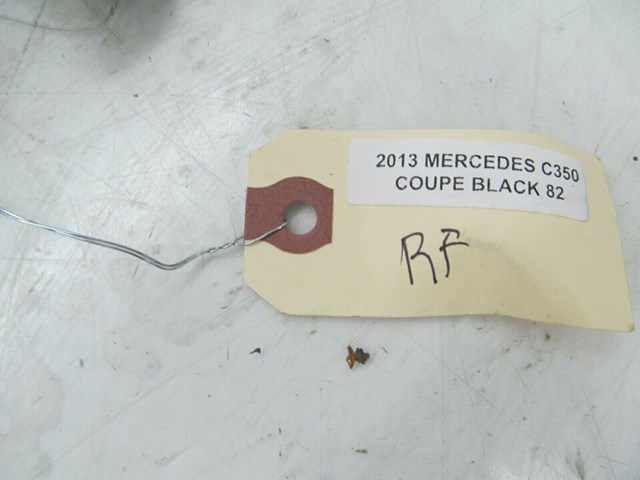 2013 MERCEDES C350
COUPE BLACK 82
RF